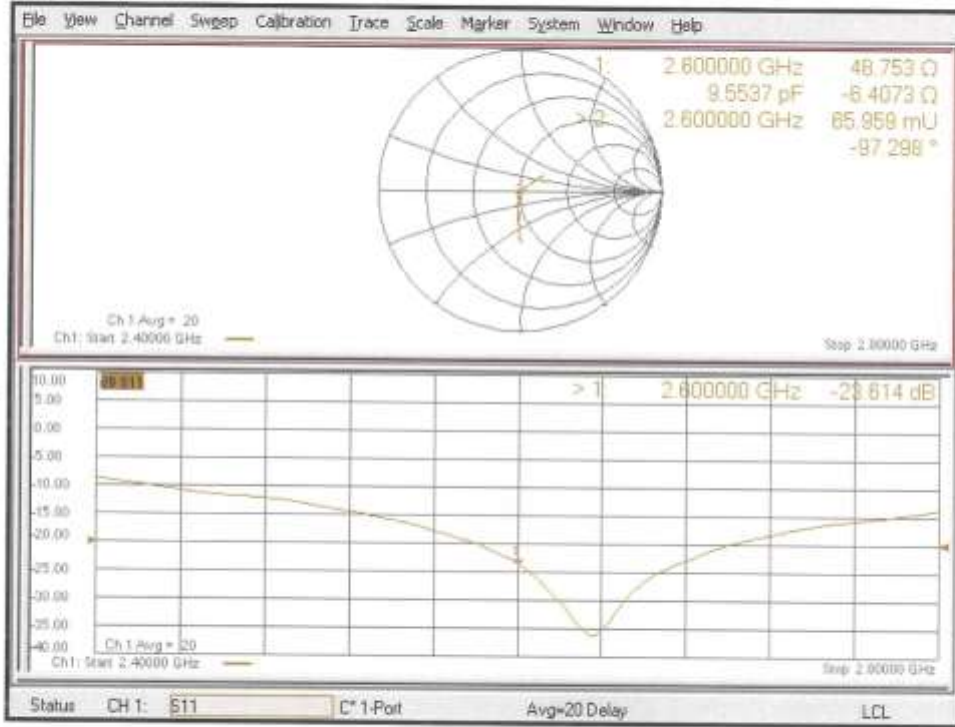 File View Channel Sweep Calibration Trace Scale Marker System Window Help
1: 2.600000 GHz 48.753 Ω
9.5537 pF -6.4073 Ω
> 2: 2.600000 GHz 65.959 mU
-97.298 °
Ch 1 Avg = 20
Ch1: Start 2.40000 GHz
Stop 2.80000 GHz
10.00
5.00
0.00
-5.00
-10.00
-15.00
-20.00
-25.00
-30.00
-35.00
-40.00
> 1: 2.600000 GHz -23.614 dB
1
Ch 1 Avg = 20
Ch1: Start 2.40000 GHz
Stop 2.80000 GHz
Status CH 1: S11 C* 1-Port Avg=20 Delay LCL